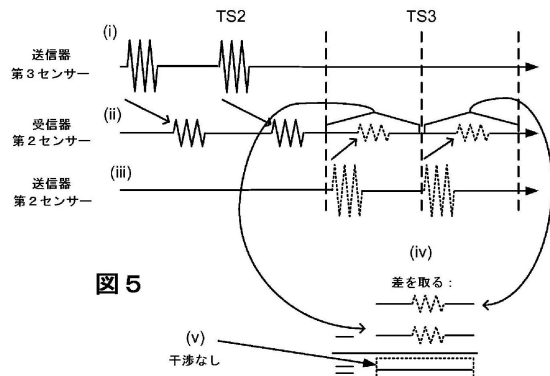 TS2
TS3
(i)
送信器
第3センサー
(ii)
受信器
第2センサー
(iii)
送信器
第2センサー
(iv)
図5
差を取る：
(v)
干渉なし